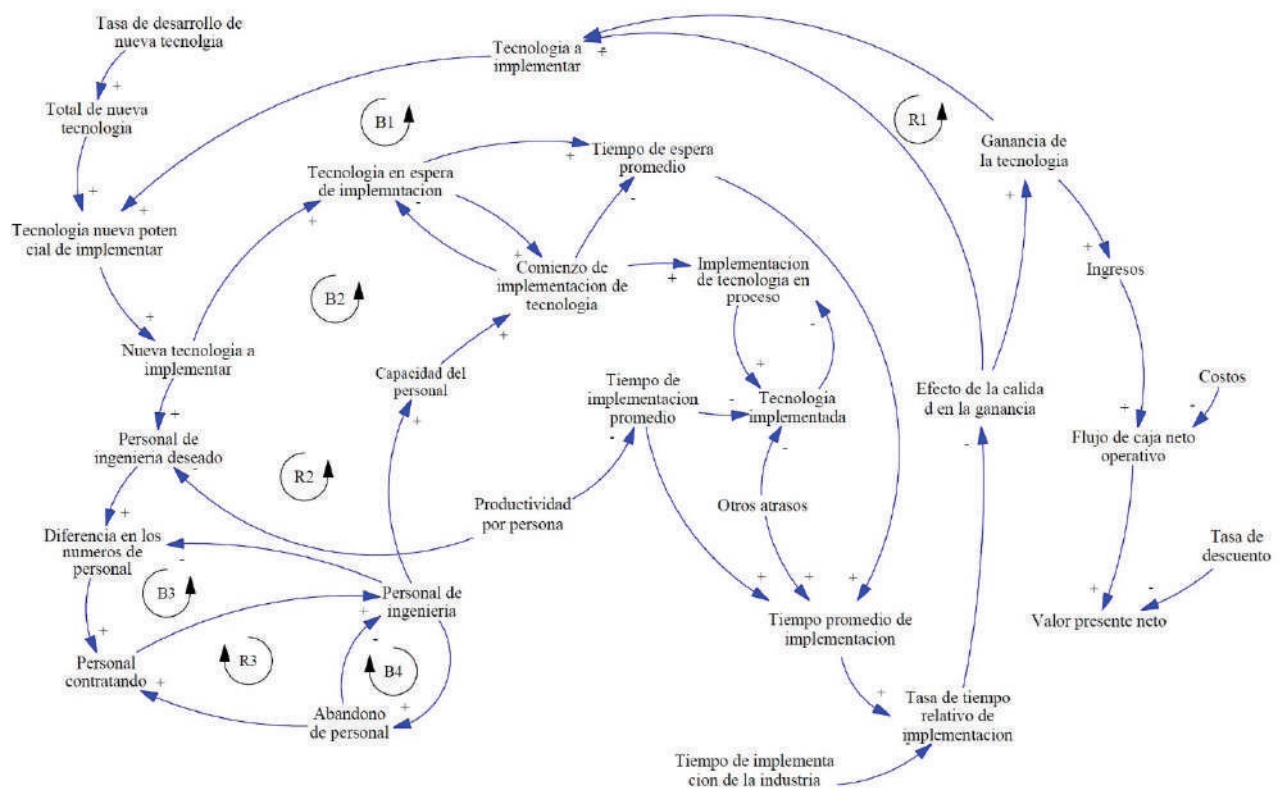 Tasa de desarrollo de
nueva tecnolgia
+
Total de nueva
tecnologia
+
Tecnologia nueva poten
cial de implementar
+
+
Nueva tecnologia a
implementar
+
Personal de
ingenieria deseado
-
+
Diferencia en los
numeros de
personal
-
+
Personal
contratando
+
Tecnologia a
implementar
-
+
B1
R1
Tecnologia en espera
de implemntacion
+
-
+
Tiempo de espera
promedio
-
B2
+
Comienzo de
implementacion de
tecnologia
+
+
Implementacion
de tecnologia en
proceso
-
+
Capacidad del
personal
+
Tiempo de
implementacion
promedio
-
-
Tecnologia
implementada
-
R2
Productividad
por persona
Otros atrasos
B3
Personal de
ingenieria
+
-
R3
B4
+
Abandono
de personal
+
+
+
Tiempo promedio de
implementacion
+
Tasa de tiempo
relativo de
implementacion
-
Tiempo de implementa
cion de la industria
Efecto de la calida
d en la ganancia
-
Ganancia de
la tecnologia
+
+
Ingresos
+
-
Costos
Flujo de caja neto
operativo
Tasa de
descuento
+
-
Valor presente neto